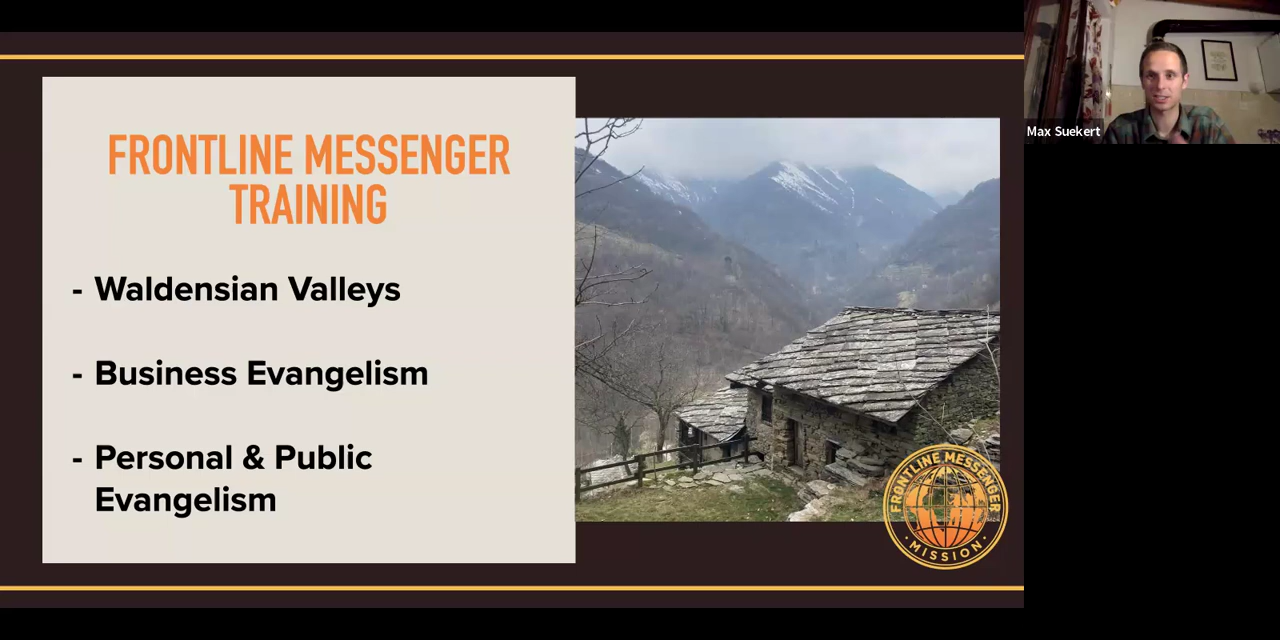 FRONTLINE MESSENGER
TRAINING
- Waldensian Valleys
- Business Evangelism
- Personal & Public
Evangelism
FRONTLINE MESSENGER
· MISSION ·
Max Suekert